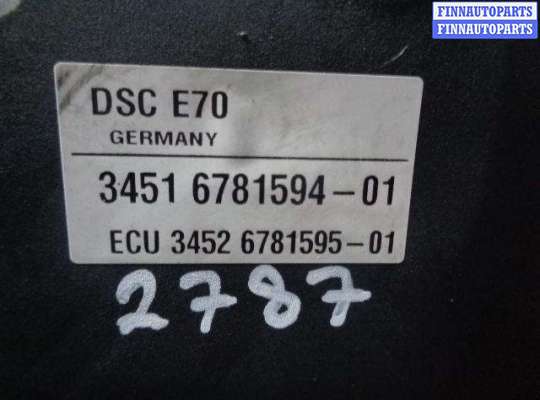 FINNAUTOPARTS
FINNAUTOPARTS
DSC E70
GERMANY
3451 6781594-01
ECU 3452 6781595-01
2787